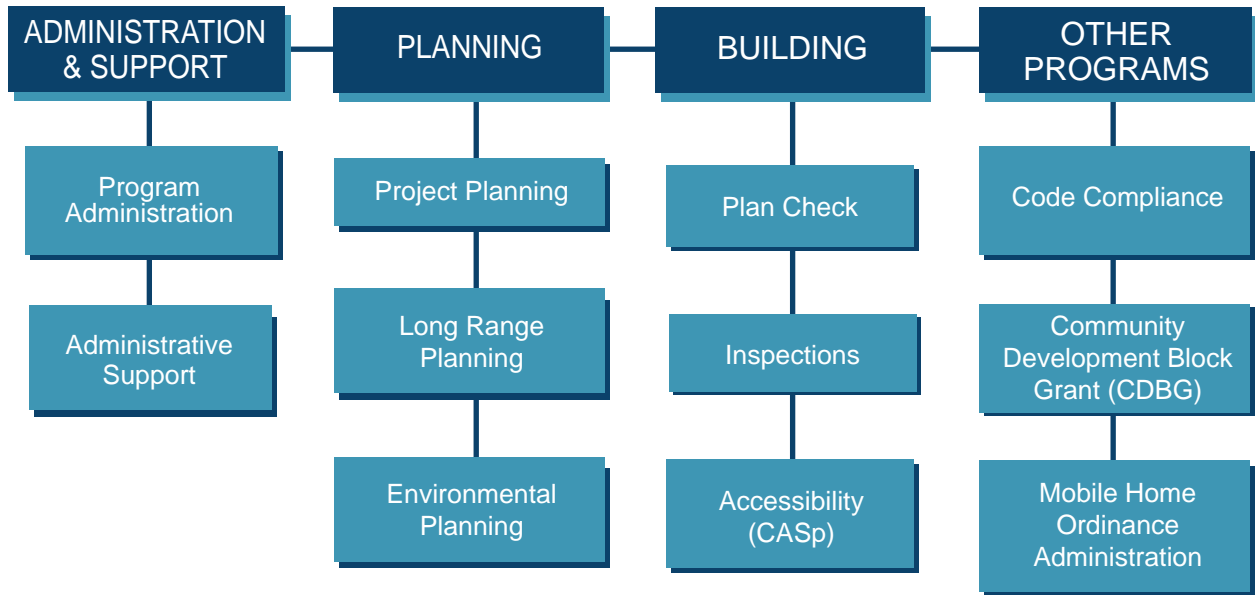 ADMINISTRATION
& SUPPORT
PLANNING
BUILDING
OTHER
PROGRAMS
Program
Administration
Project Planning
Plan Check
Code Compliance
Administrative
Support
Long Range
Planning
Inspections
Community
Development Block
Grant (CDBG)
Environmental
Planning
Accessibility
(CASp)
Mobile Home
Ordinance
Administration